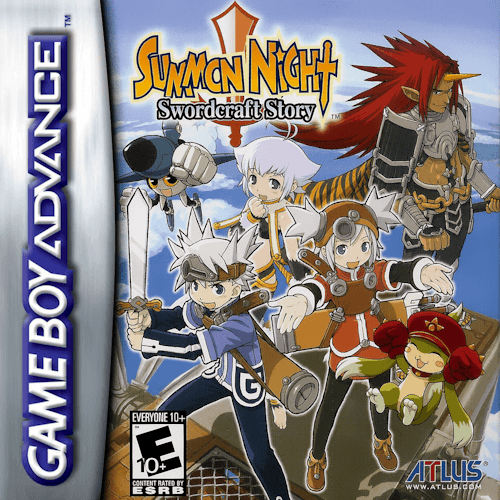 GAME BOY ADVANCE
TM
SUMMON NIGHT
Swordcraft Story
TM
G
EVERYONE 10+
E
10+
CONTENT RATED BY
ESRB
ATLUS®
WWW.ATLUS.COM